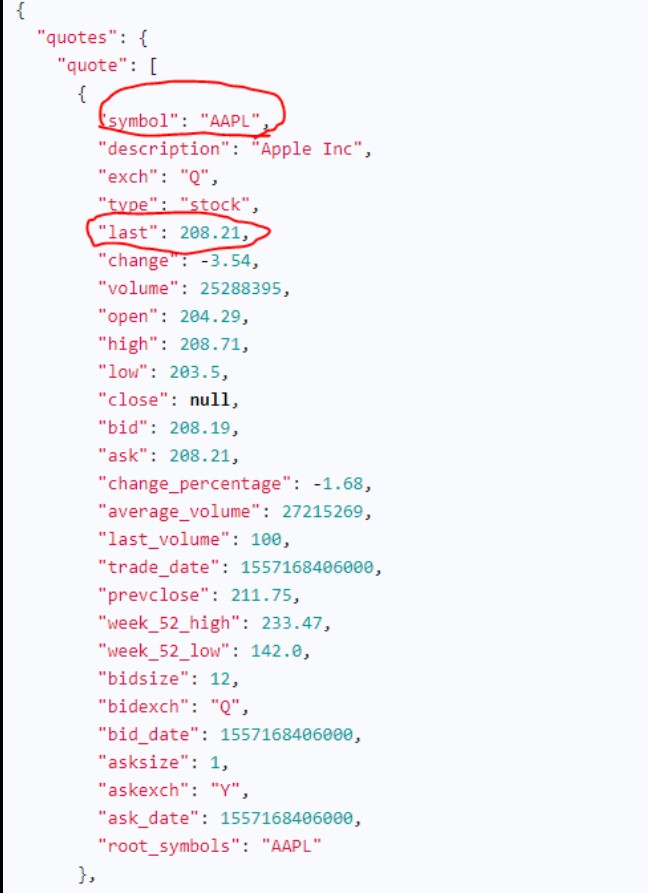 {
"quotes": {
"quote": [
{
"symbol": "AAPL",
"description": "Apple Inc",
"exch": "Q",
"type": "stock",
"last": 208.21,
"change": -3.54,
"volume": 25288395,
"open": 204.29,
"high": 208.71,
"low": 203.5,
"close": null,
"bid": 208.19,
"ask": 208.21,
"change_percentage": -1.68,
"average_volume": 27215269,
"last_volume": 100,
"trade_date": 1557168406000,
"prevclose": 211.75,
"week_52_high": 233.47,
"week_52_low": 142.0,
"bidsize": 12,
"bidexch": "Q",
"bid_date": 1557168406000,
"asksize": 1,
"askexch": "Y",
"ask_date": 1557168406000,
"root_symbols": "AAPL"
},